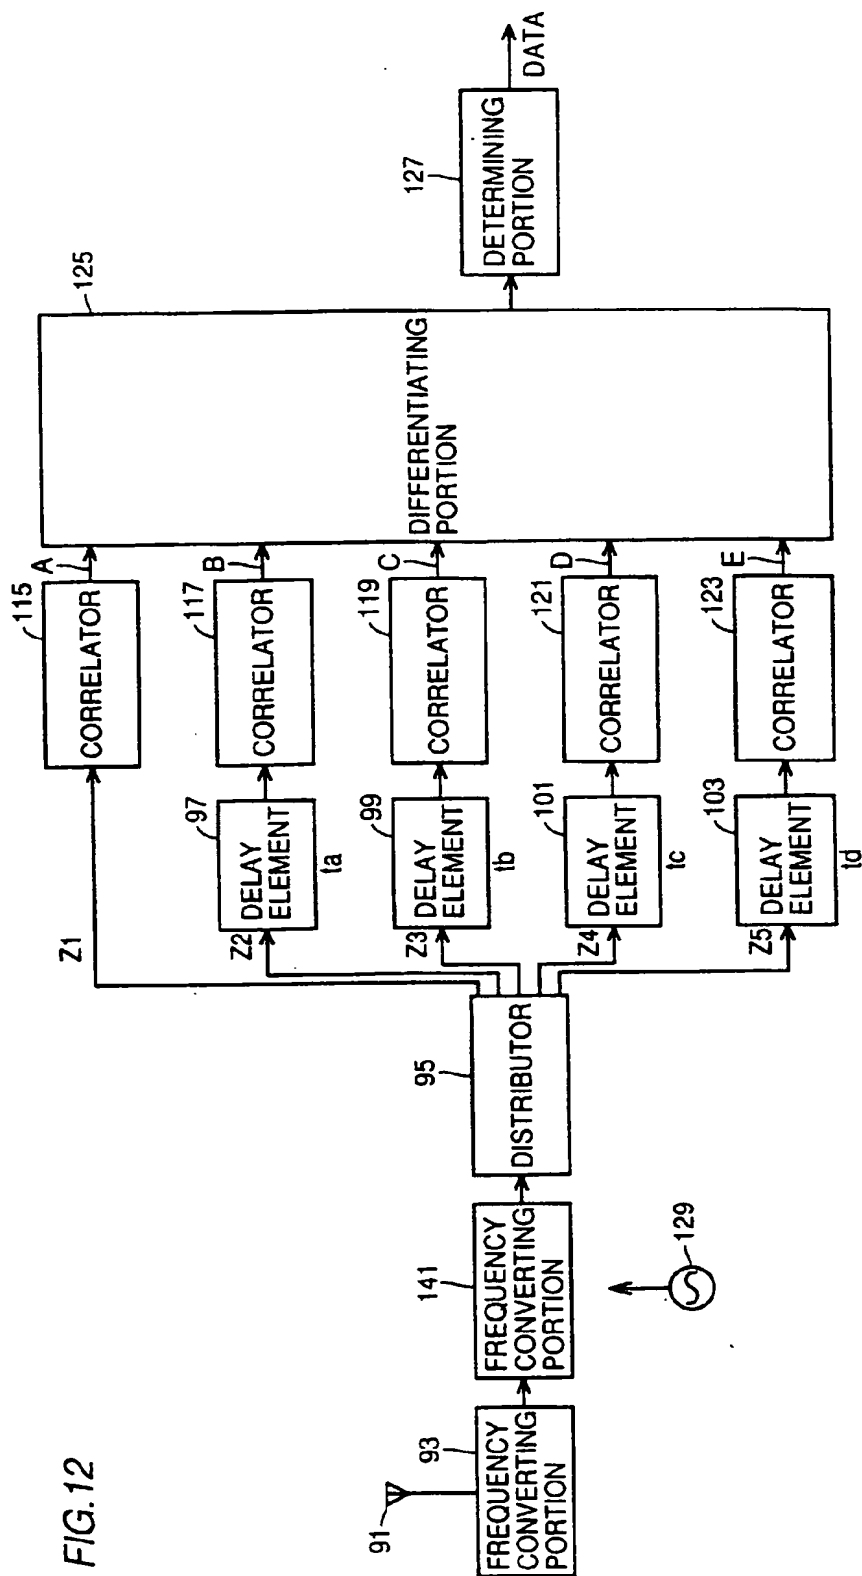 FIG.12
91
93
FREQUENCY
CONVERTING
PORTION
141
FREQUENCY
CONVERTING
PORTION
129
95
DISTRIBUTOR
Z1
Z2
Z3
Z4
Z5
97
DELAY
ELEMENT
ta
99
DELAY
ELEMENT
tb
101
DELAY
ELEMENT
tc
103
DELAY
ELEMENT
td
115
CORRELATOR
A
117
CORRELATOR
B
119
CORRELATOR
C
121
CORRELATOR
D
123
CORRELATOR
E
125
DIFFERENTIATING
PORTION
127
DETERMINING
PORTION
DATA